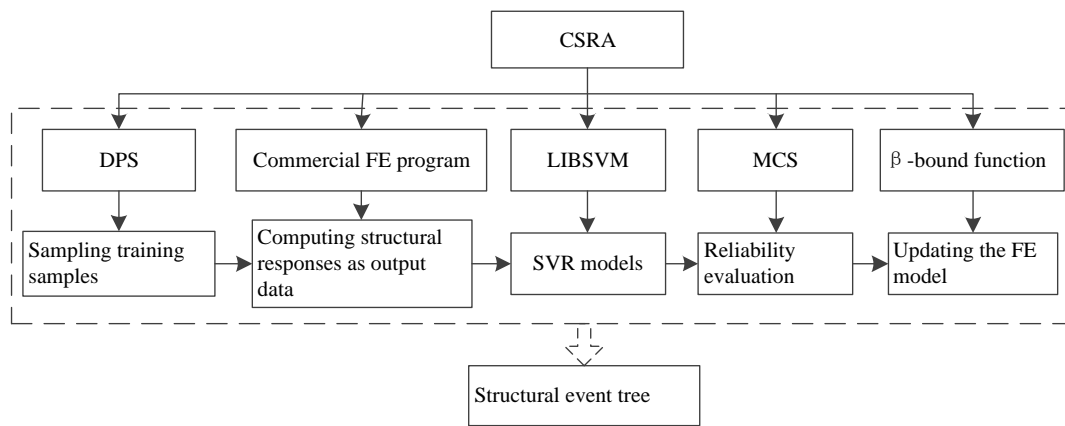 CSRA
DPS
Commercial FE program
LIBSVM
MCS
β-bound function
Sampling training
samples
Computing structural
responses as output
data
SVR models
Reliability
evaluation
Updating the FE
model
Structural event tree